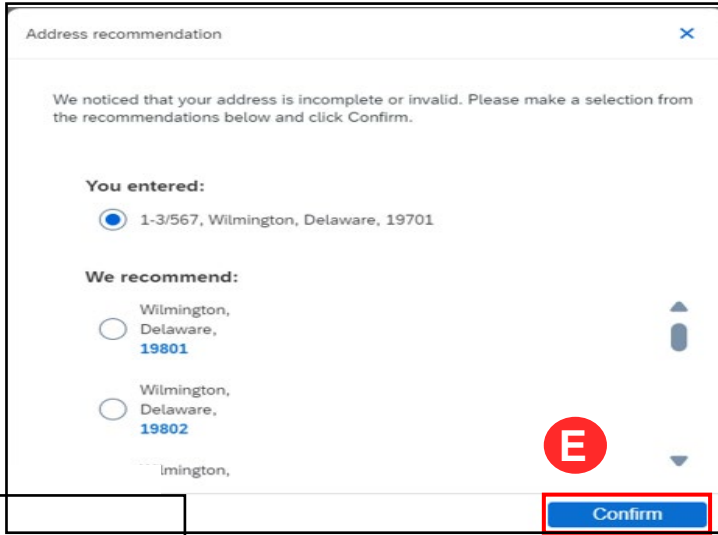 Address recommendation
We noticed that your address is incomplete or invalid. Please make a selection from
the recommendations below and click Confirm.
You entered:
1-3/567, Wilmington, Delaware, 19701
We recommend:
Wilmington,
Delaware,
19801
Wilmington,
Delaware,
19802
lmington,
E
Confirm